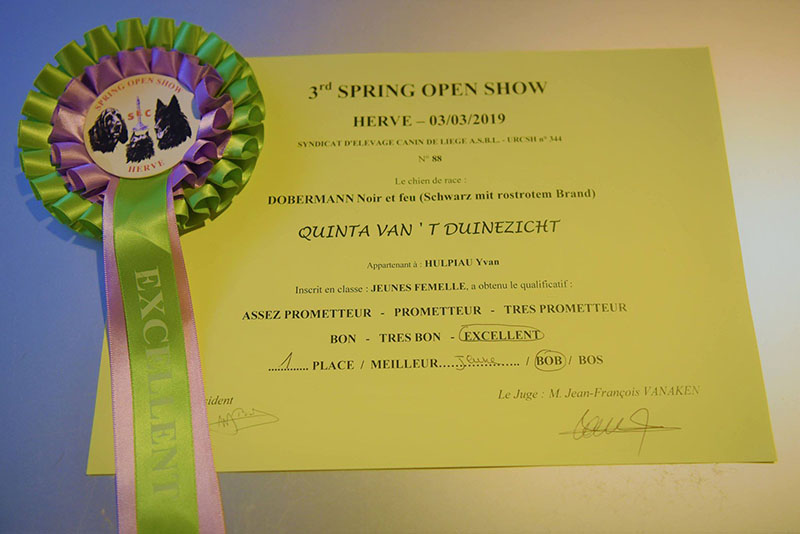 SPRING OPEN SHOW
SEC
HERVE
EXCELLENT
3rd SPRING OPEN SHOW
HERVE – 03/03/2019
SYNDICAT D'ELEVAGE CANIN DE LIEGE A.S.B.L. - URCSH n° 344
N° 88
Le chien de race :
DOBERMANN Noir et feu (Schwarz mit rostrotem Brand)
QUINTA VAN ' T DUINEZICHT
Appartenant à : HULPIAU Yvan
Inscrit en classe : JEUNES FEMELLE, a obtenu le qualificatif :
ASSEZ PROMETTEUR - PROMETTEUR - TRES PROMETTEUR
BON - TRES BON - EXCELLENT
1 PLACE / MEILLEUR Jeune / BOB / BOS
Le Juge : M. Jean-François VANAKEN